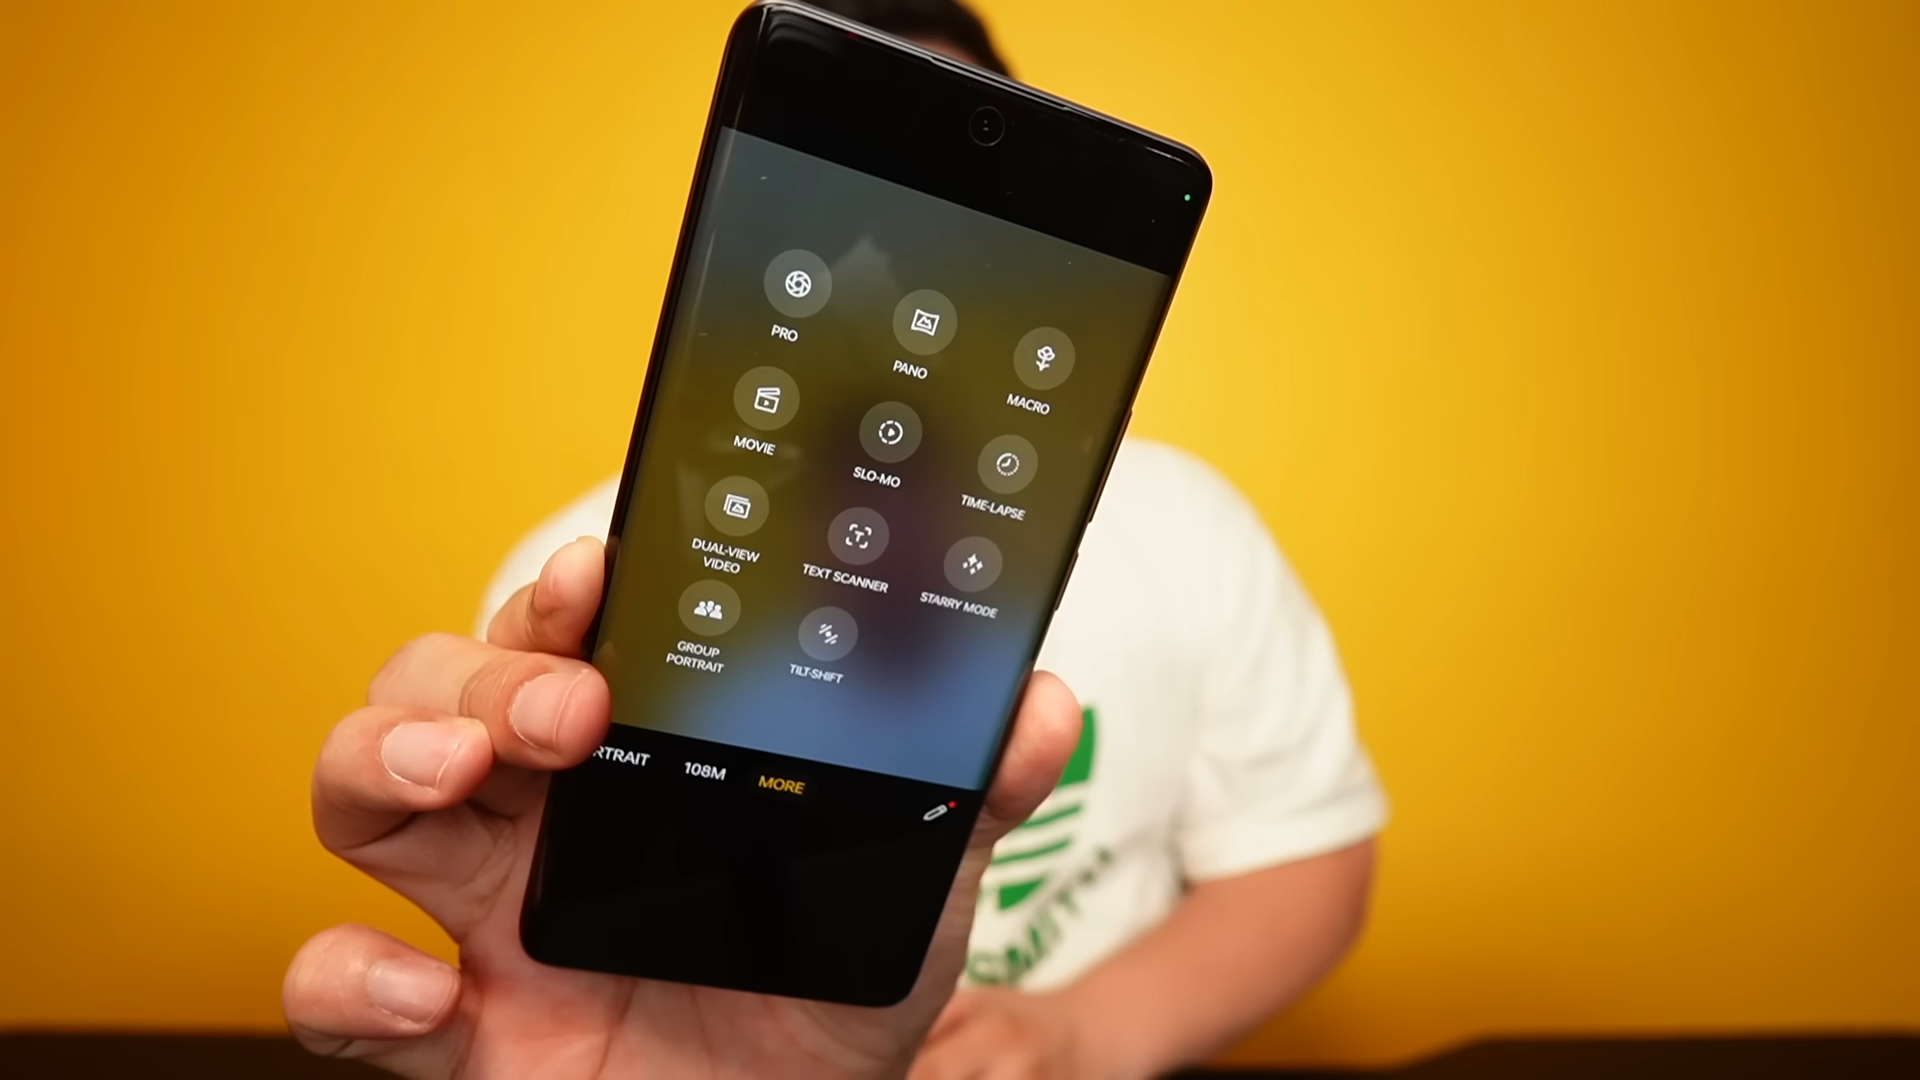 PRO
PANO
MACRO
MOVIE
SLO-MO
TIME-LAPSE
DUAL-VIEW
VIDEO
TEXT SCANNER
STARRY MODE
GROUP
PORTRAIT
TILT-SHIFT
RTRAIT
108M
MORE
SMITH